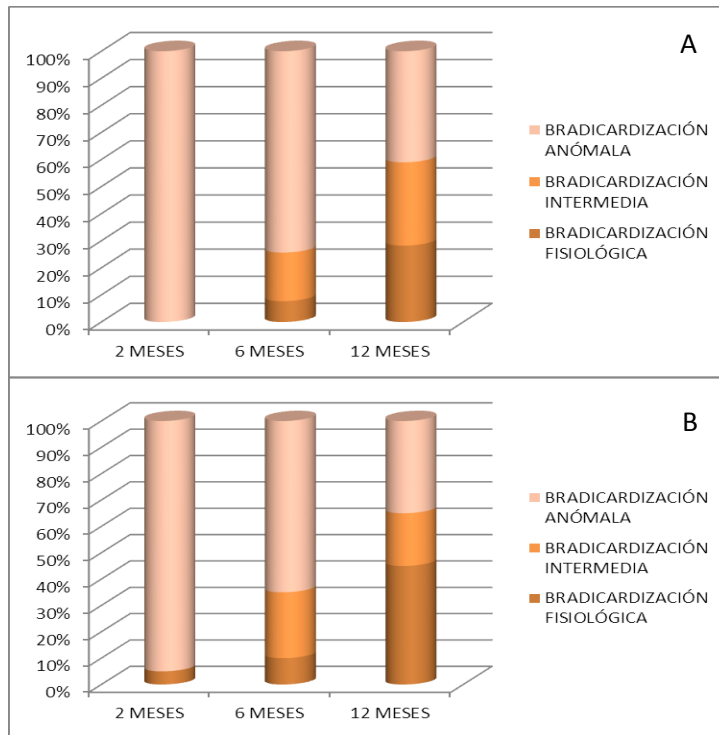 A
100%
90%
80%
70%
60%
50%
40%
30%
20%
10%
0%
2 MESES
6 MESES
12 MESES
BRADICARDIZACIÓN
ANÓMALA
BRADICARDIZACIÓN
INTERMEDIA
BRADICARDIZACIÓN
FISIOLÓGICA
B
100%
90%
80%
70%
60%
50%
40%
30%
20%
10%
0%
2 MESES
6 MESES
12 MESES
BRADICARDIZACIÓN
ANÓMALA
BRADICARDIZACIÓN
INTERMEDIA
BRADICARDIZACIÓN
FISIOLÓGICA